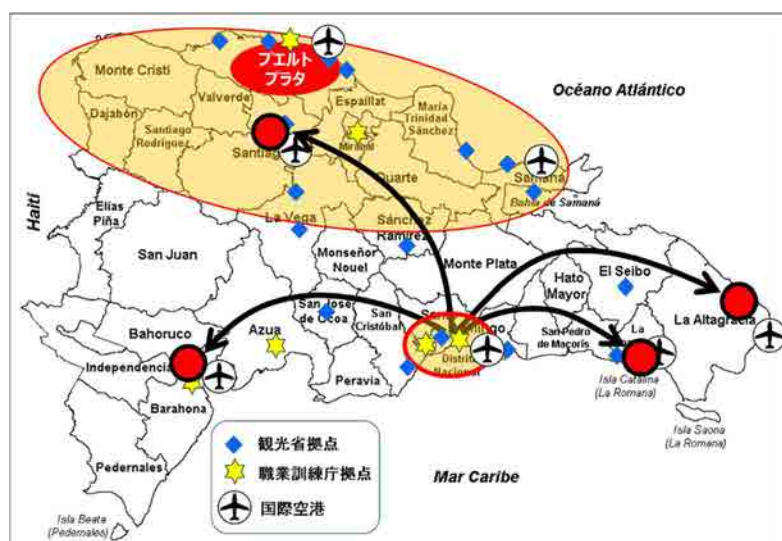 プエルト
プラタ
Monte Cristi
Océano Atlántico
Valverde
Espaillat
María
Trinidad
Sánchez
Dajabón
Santiago
Rodríguez
Santiago
Samaná
Bahía de Samaná
Haití
Elías
Piña
La Vega
Sánchez
Ramírez
San Juan
Monseñor
Nouel
Monte Plata
Hato
Mayor
El Seibo
La Altagracia
San José
de Ocoa
San
Cristóbal
Bahoruco
Azua
San Pedro
de Macorís
La
Distrito
Nacional
Independencia
Peravia
Isla Catalina
(La Romana)
Barahona
Isla Saona
(La Romana)
Pedernales
Mar Caribe
Isla Beata
(Pedernales)
観光省拠点
職業訓練庁拠点
国際空港